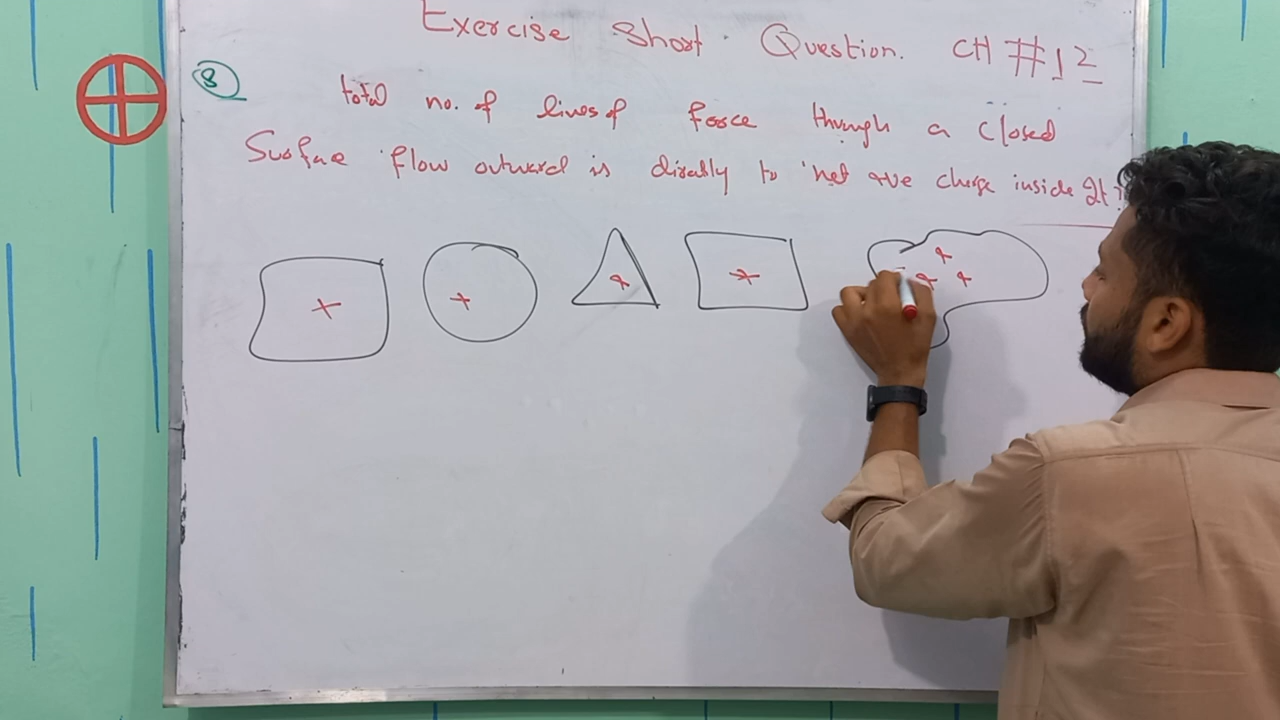 Exercise Short Question. CH #12
8
total no. of lines of force through a closed
Surface flow outward is dirally to net +ve charge inside It?